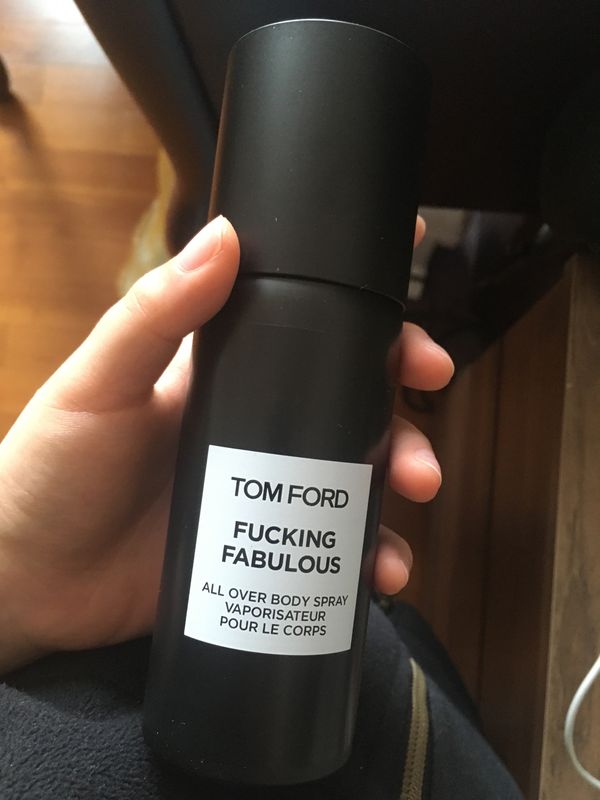 TOM FORD
FUCKING
FABULOUS
ALL OVER BODY SPRAY
VAPORISATEUR
POUR LE CORPS